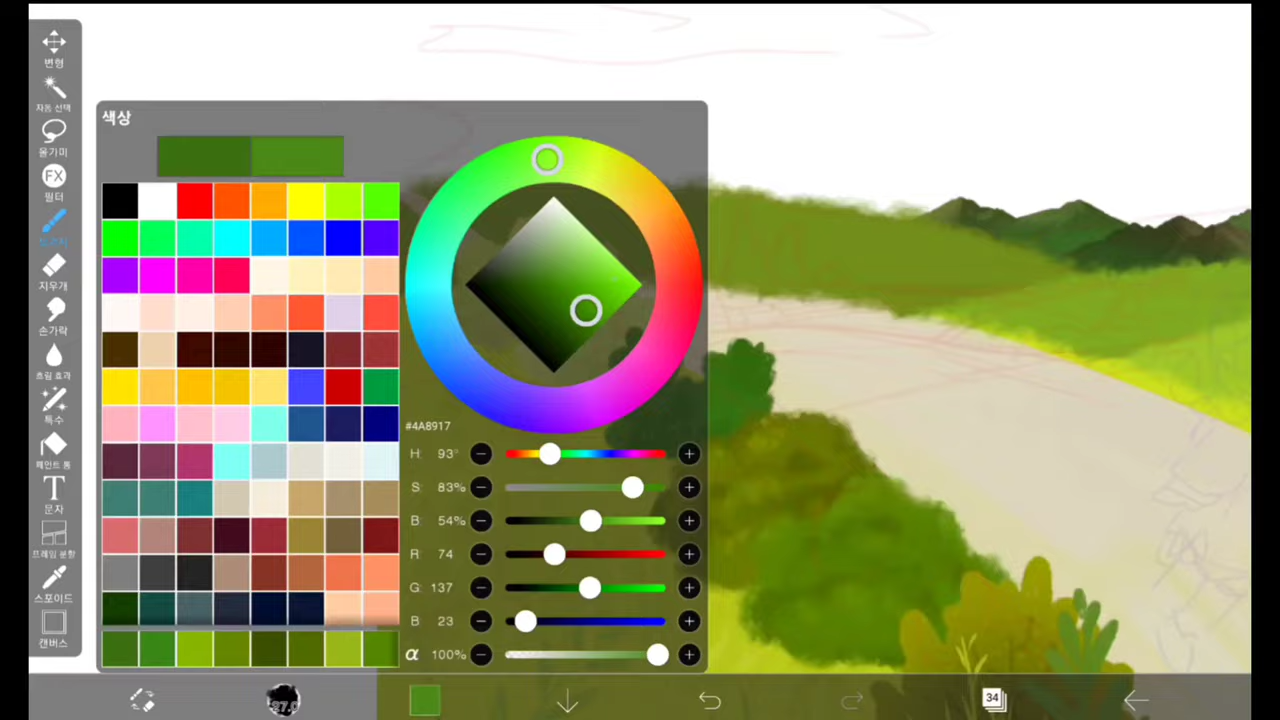 변형
자동 선택
올가미
FX
필터
브러시
지우개
손가락
흐림 효과
특수
페인트 통
T
문자
프레임 분할
스포이드
캔버스
색상
#4A8917
H: 93°
S: 83%
B: 54%
R: 74
G: 137
B 23
α 100%
37.0
34